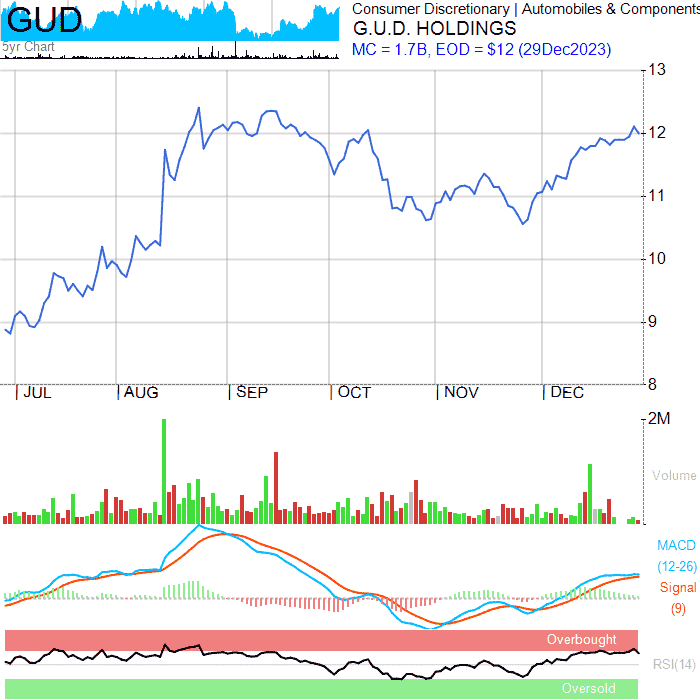 GUD
5yr Chart
Consumer Discretionary | Automobiles & Components
G.U.D. HOLDINGS
MC = 1.7B, EOD = $12 (29Dec2023)
13
12
11
10
9
8
JUL AUG SEP OCT NOV DEC
2M
Volume
MACD
(12-26)
Signal
(9)
Overbought
RSI(14)
Oversold